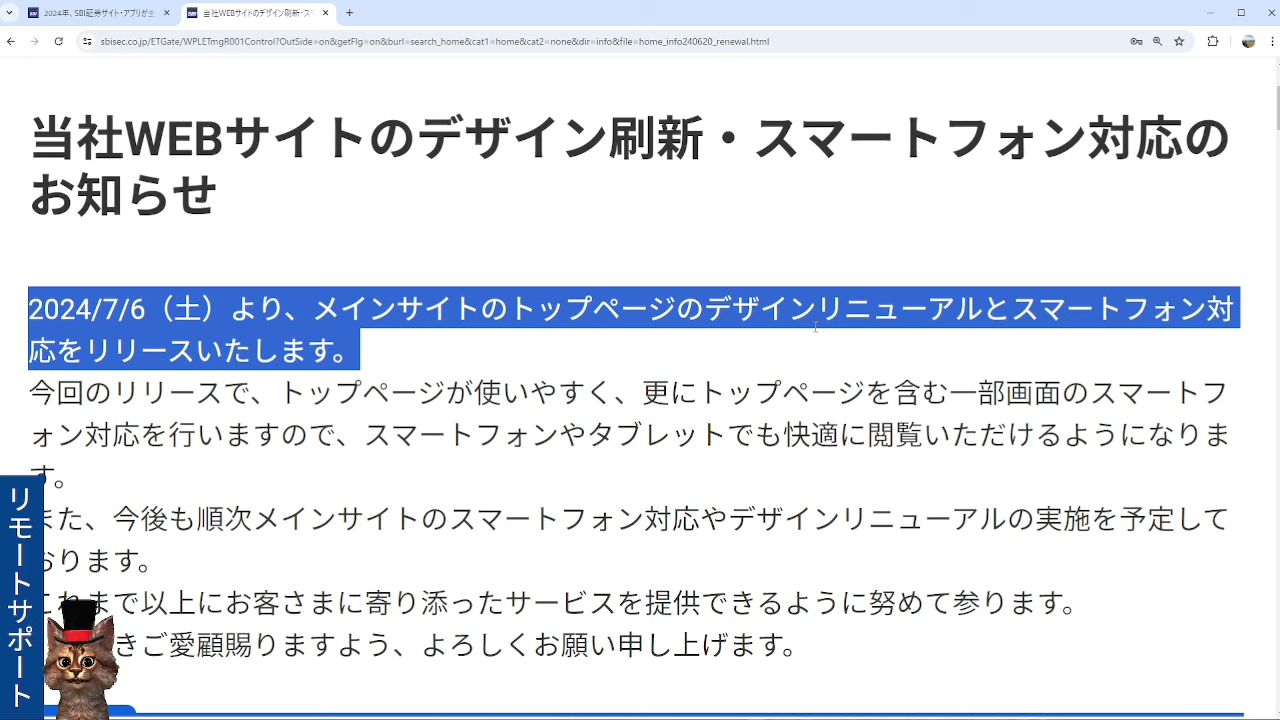 2024年、SBI証券サイト・アプリが生
当社WEBサイトのデザイン刷新・ス
sbisec.co.jp/ETGate/WPLETmgR001Control?OutSide=on&getFlg=on&burl=search_home&cat1=home&cat2=none&dir=info&file=home_info240620_renewal.html
当社WEBサイトのデザイン刷新・スマートフォン対応の
お知らせ
2024/7/6（土）より、メインサイトのトップページのデザインリニューアルとスマートフォン対
応をリリースいたします。
今回のリリースで、トップページが使いやすく、更にトップページを含む一部画面のスマートフ
ォン対応を行いますので、スマートフォンやタブレットでも快適に閲覧いただけるようになりま
す。
また、今後も順次メインサイトのスマートフォン対応やデザインリニューアルの実施を予定して
おります。
これまで以上にお客さまに寄り添ったサービスを提供できるように努めて参ります。
きご愛顧賜りますよう、よろしくお願い申し上げます。
リモートサポート